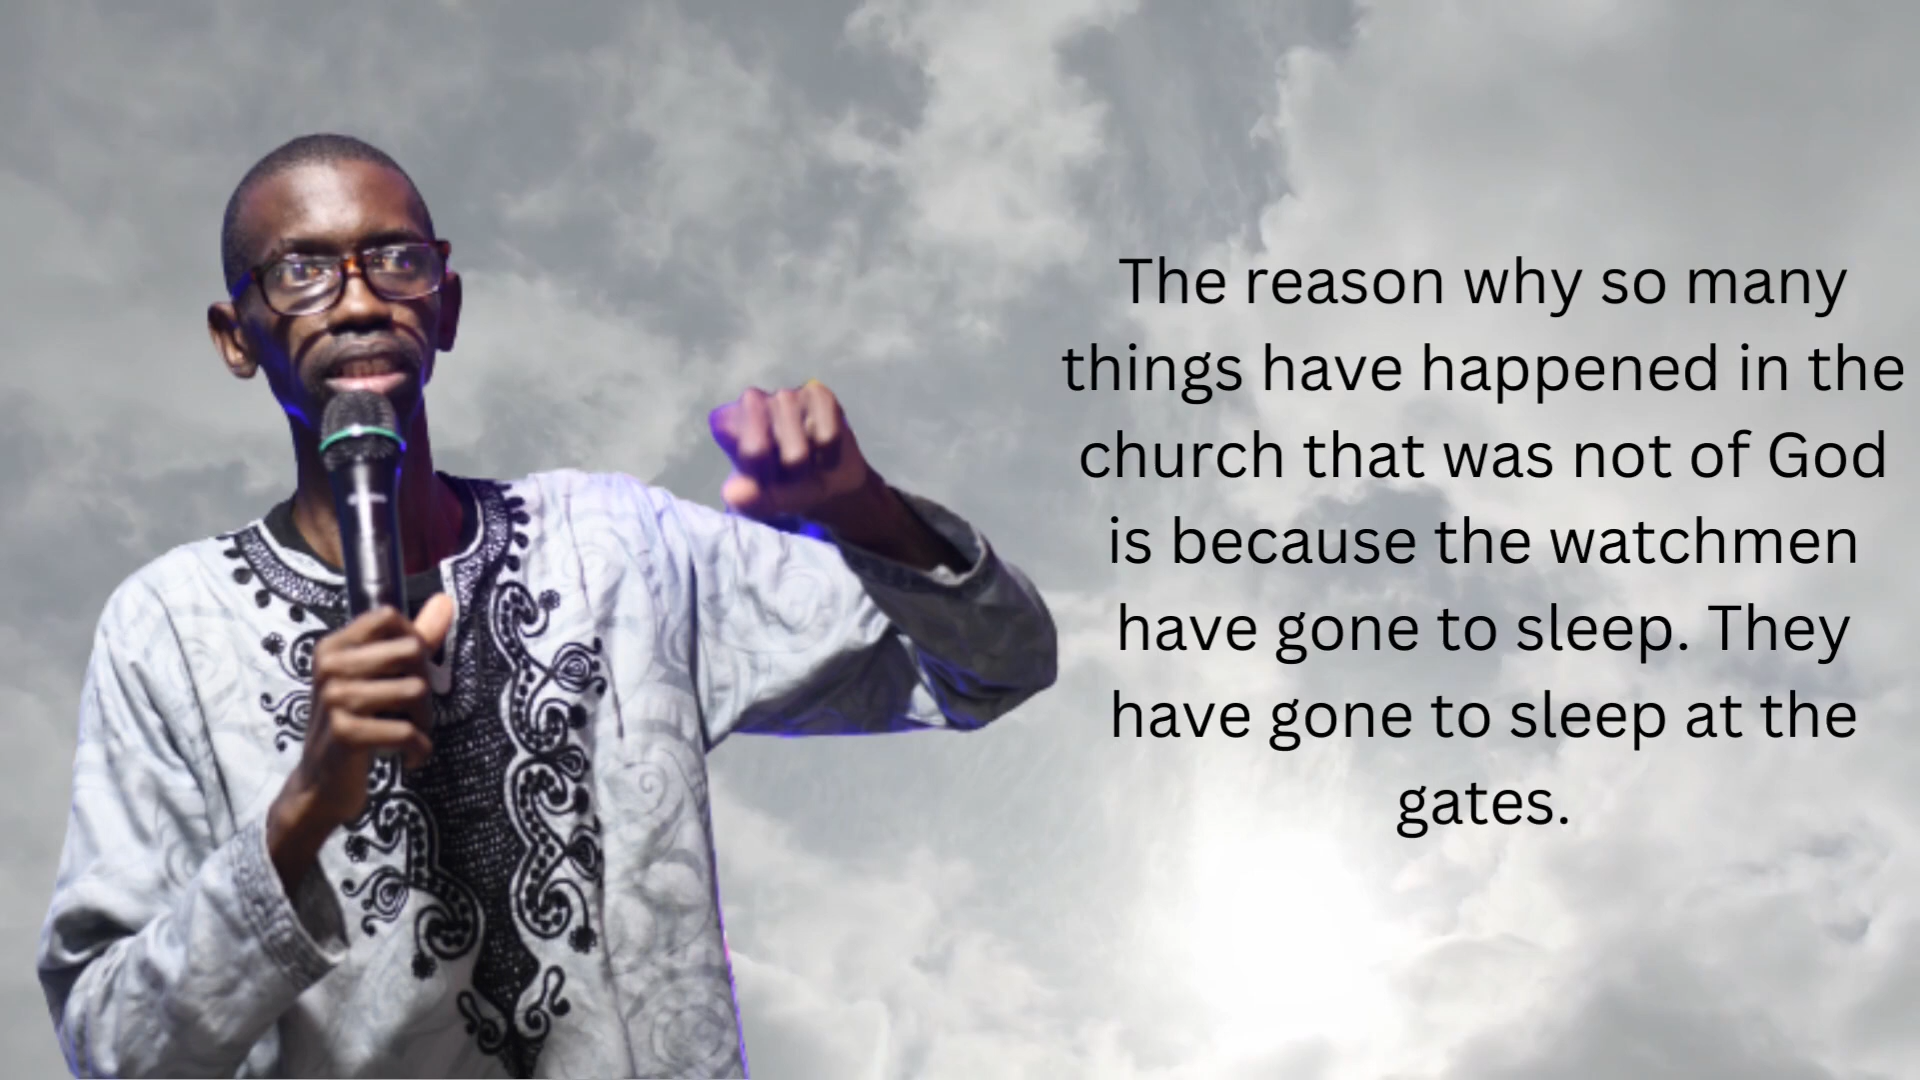 The reason why so many
things have happened in the
church that was not of God
is because the watchmen
have gone to sleep. They
have gone to sleep at the
gates.